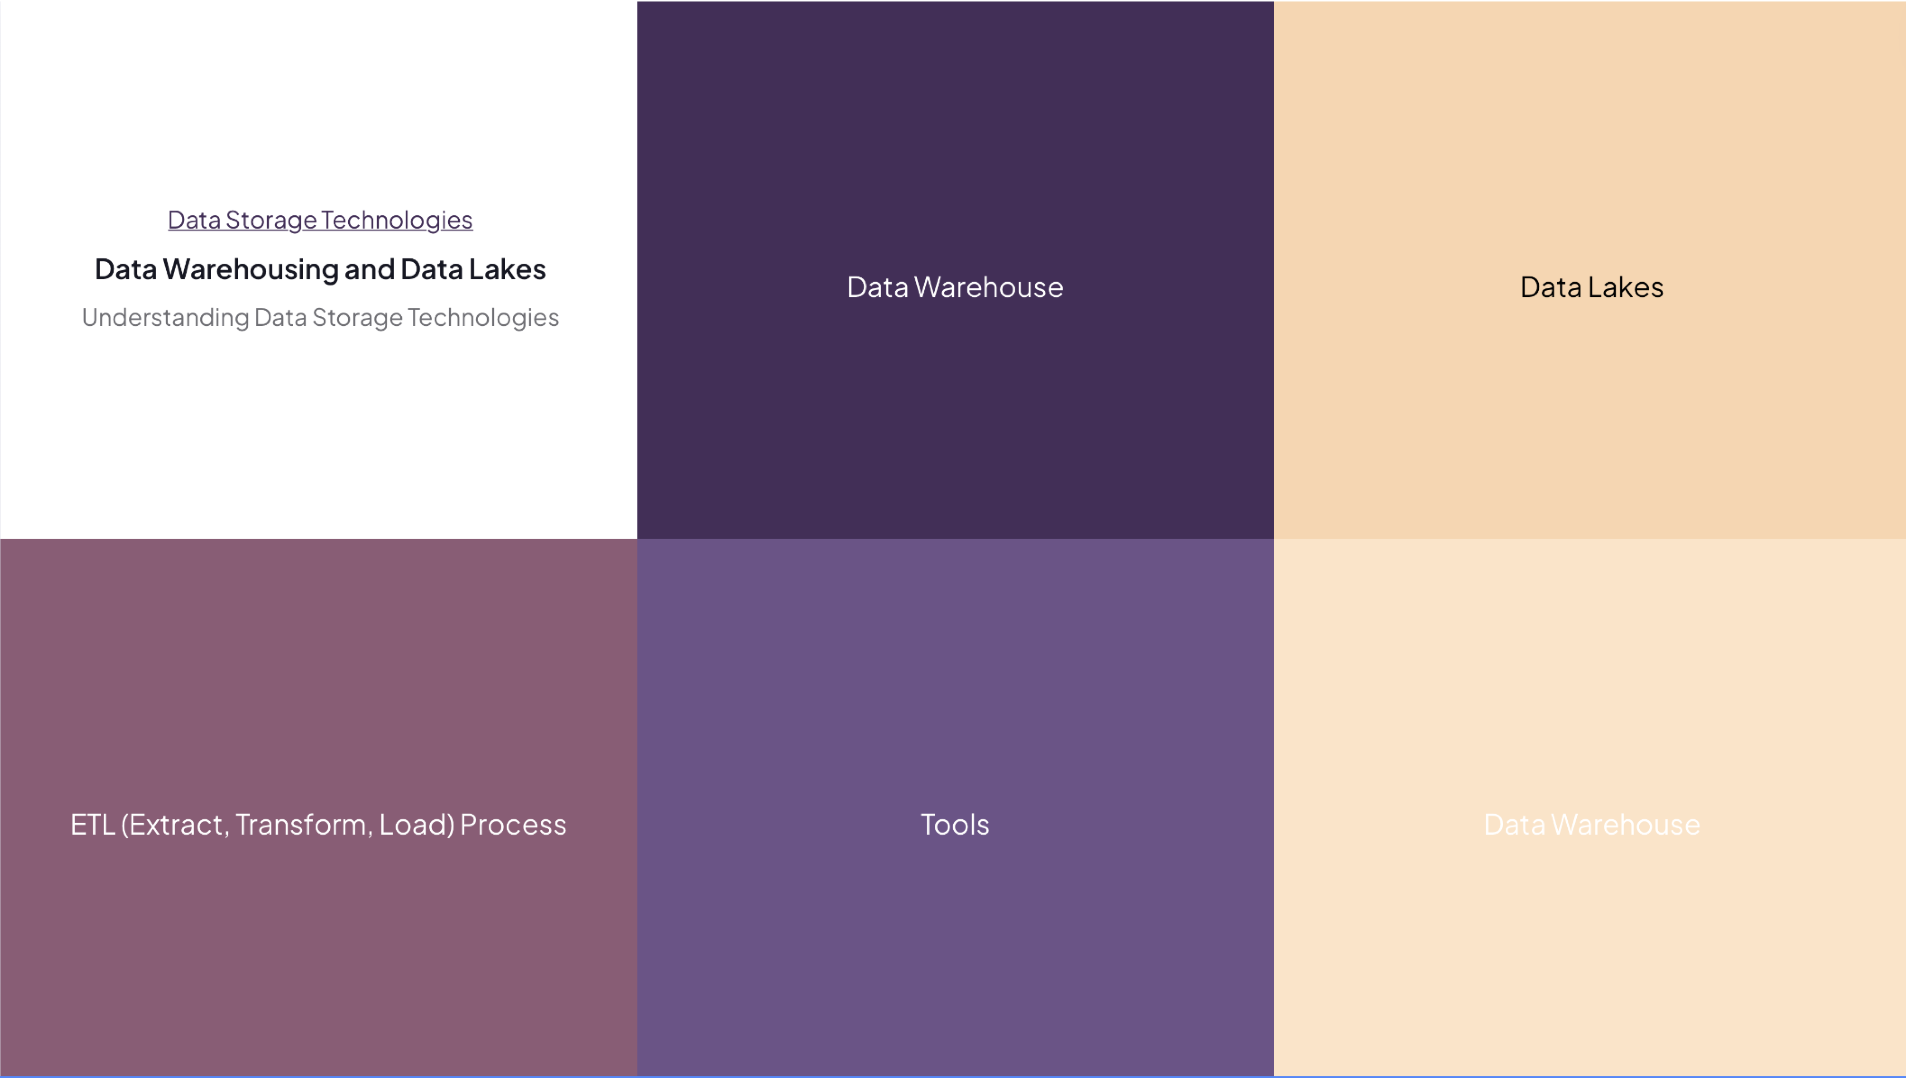 Data Storage Technologies
Data Warehousing and Data Lakes
Understanding Data Storage Technologies
Data Warehouse
Data Lakes
ETL (Extract, Transform, Load) Process
Tools
Data Warehouse